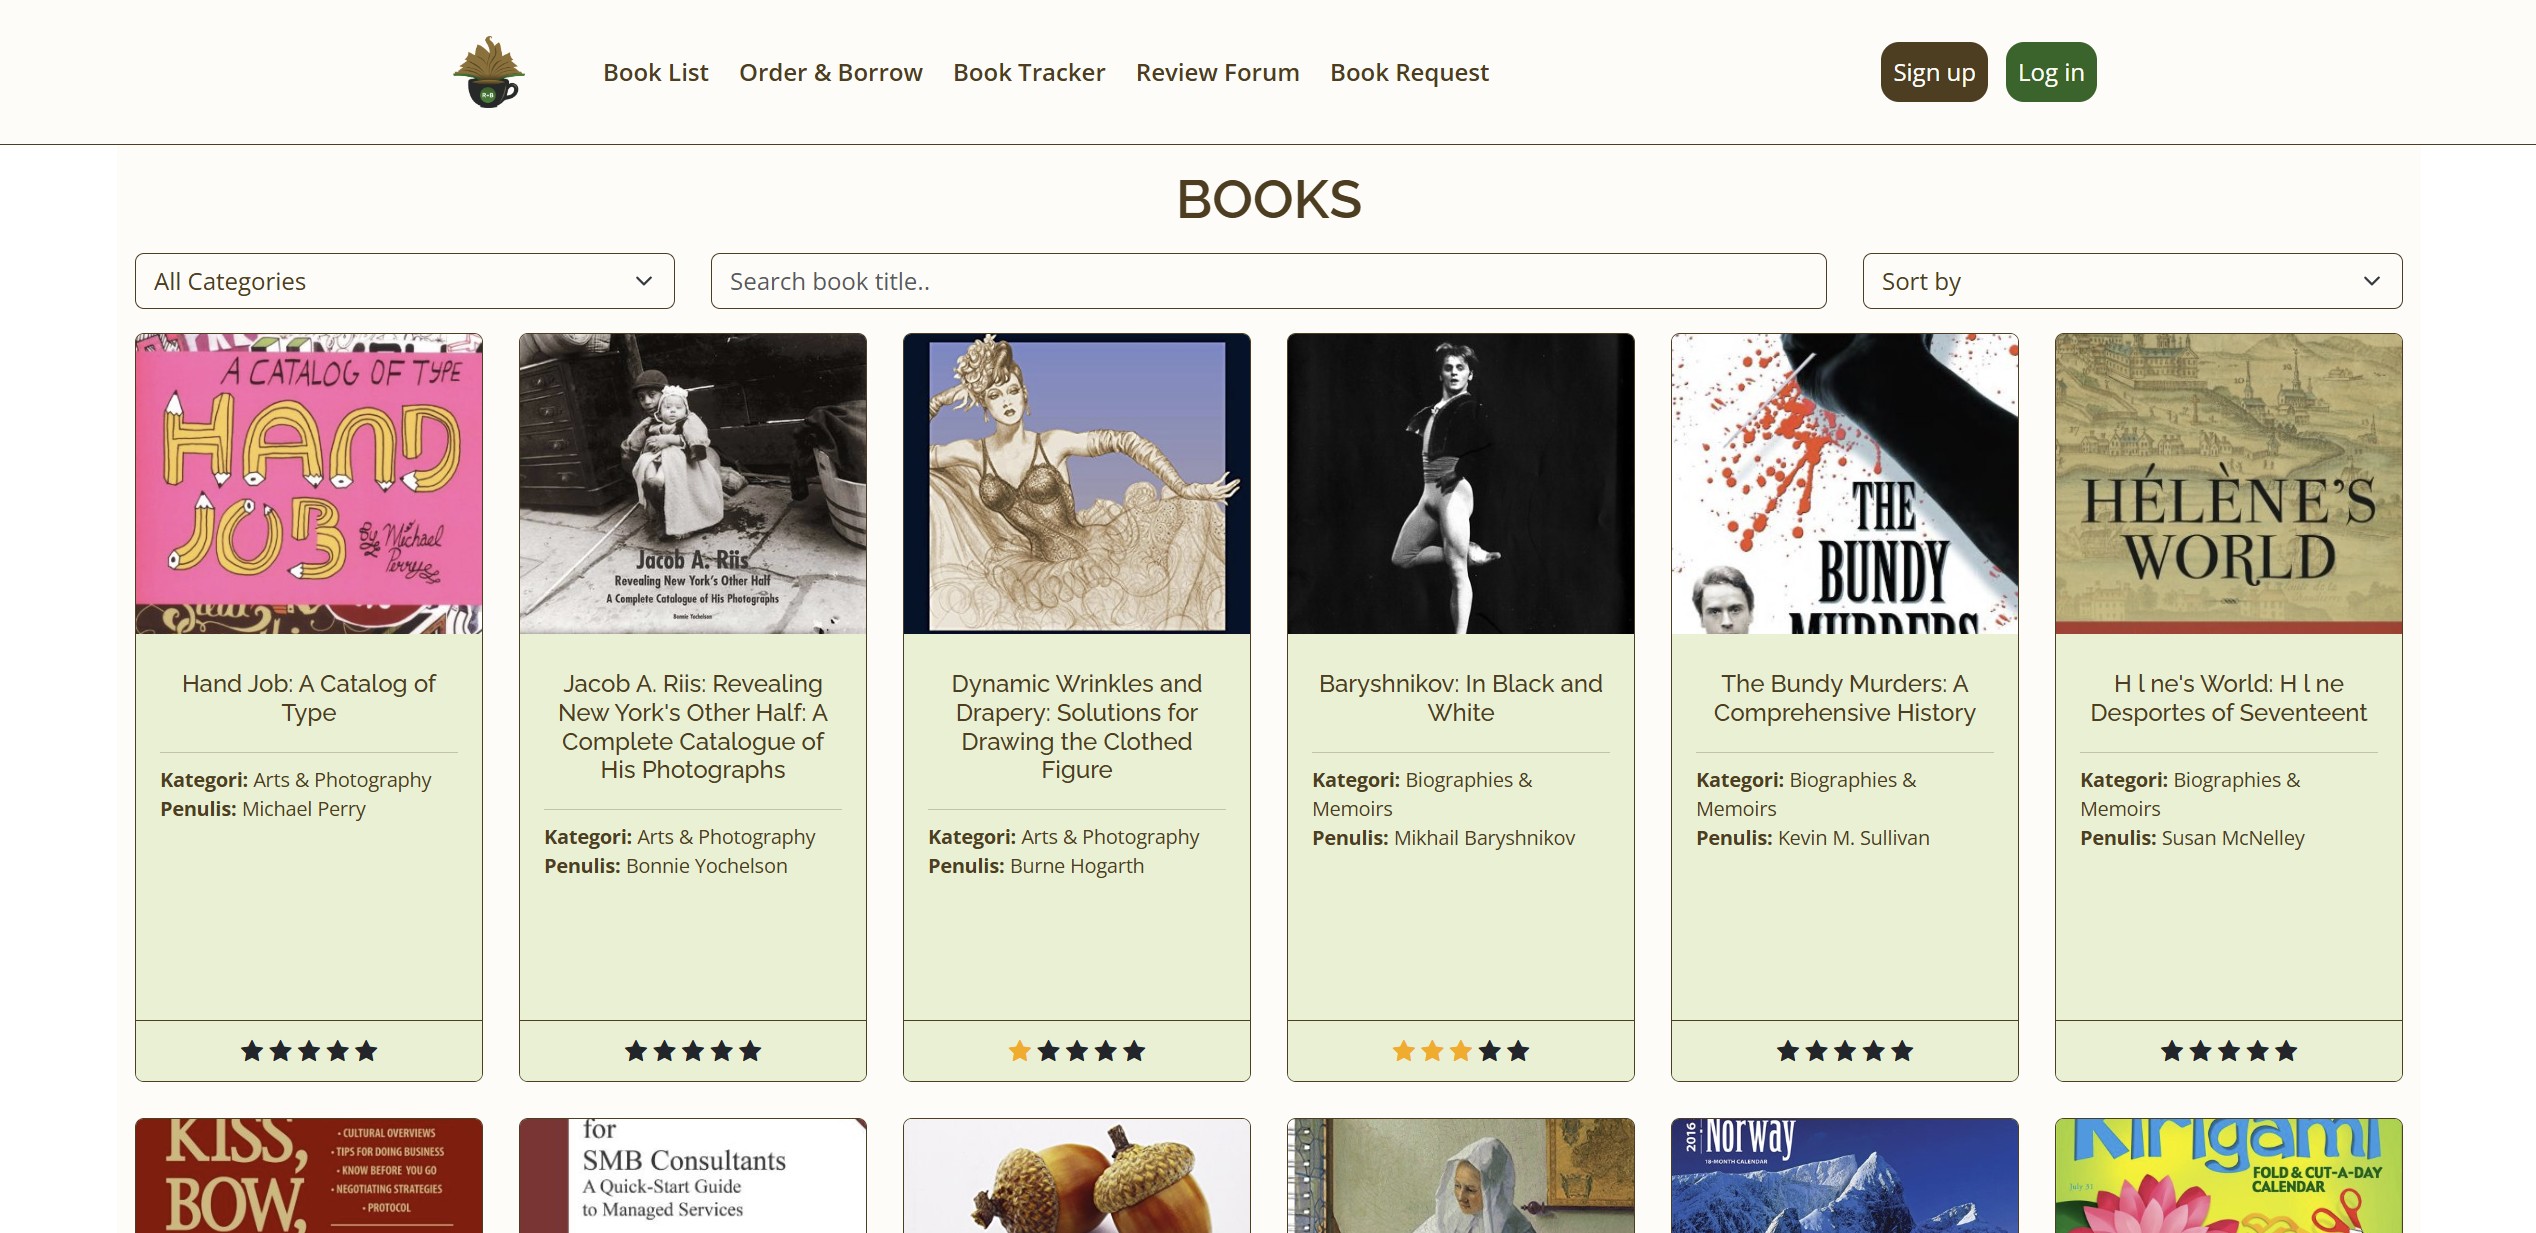 R+B
Book List
Order & Borrow
Book Tracker
Review Forum
Book Request
Sign up
Log in
BOOKS
All Categories
Search book title..
Sort by
A CATALOG OF TYPE
HAND
JOB
By Michael
Perry
Jacob A. Riis
Revealing New York's Other Half
A Complete Catalogue of His Photographs
Bonnie Yochelson
THE
BUNDY
MURDERS
HÉLÈNE'S
WORLD
Hand Job: A Catalog of
Type
Kategori: Arts & Photography
Penulis: Michael Perry
Jacob A. Riis: Revealing
New York's Other Half: A
Complete Catalogue of
His Photographs
Kategori: Arts & Photography
Penulis: Bonnie Yochelson
Dynamic Wrinkles and
Drapery: Solutions for
Drawing the Clothed
Figure
Kategori: Arts & Photography
Penulis: Burne Hogarth
Baryshnikov: In Black and
White
Kategori: Biographies &
Memoirs
Penulis: Mikhail Baryshnikov
The Bundy Murders: A
Comprehensive History
Kategori: Biographies &
Memoirs
Penulis: Kevin M. Sullivan
H l ne's World: H l ne
Desportes of Seventeent
Kategori: Biographies &
Memoirs
Penulis: Susan McNelley
KISS,
BOW,
• CULTURAL OVERVIEWS
• TIPS FOR DOING BUSINESS
• KNOW BEFORE YOU GO
• NEGOTIATING STRATEGIES
• PROTOCOL
for
SMB Consultants
A Quick-Start Guide
to Managed Services
2016
Norway
18-MONTH CALENDAR
Kirigami
FOLD & CUT-A-DAY
CALENDAR
July 31